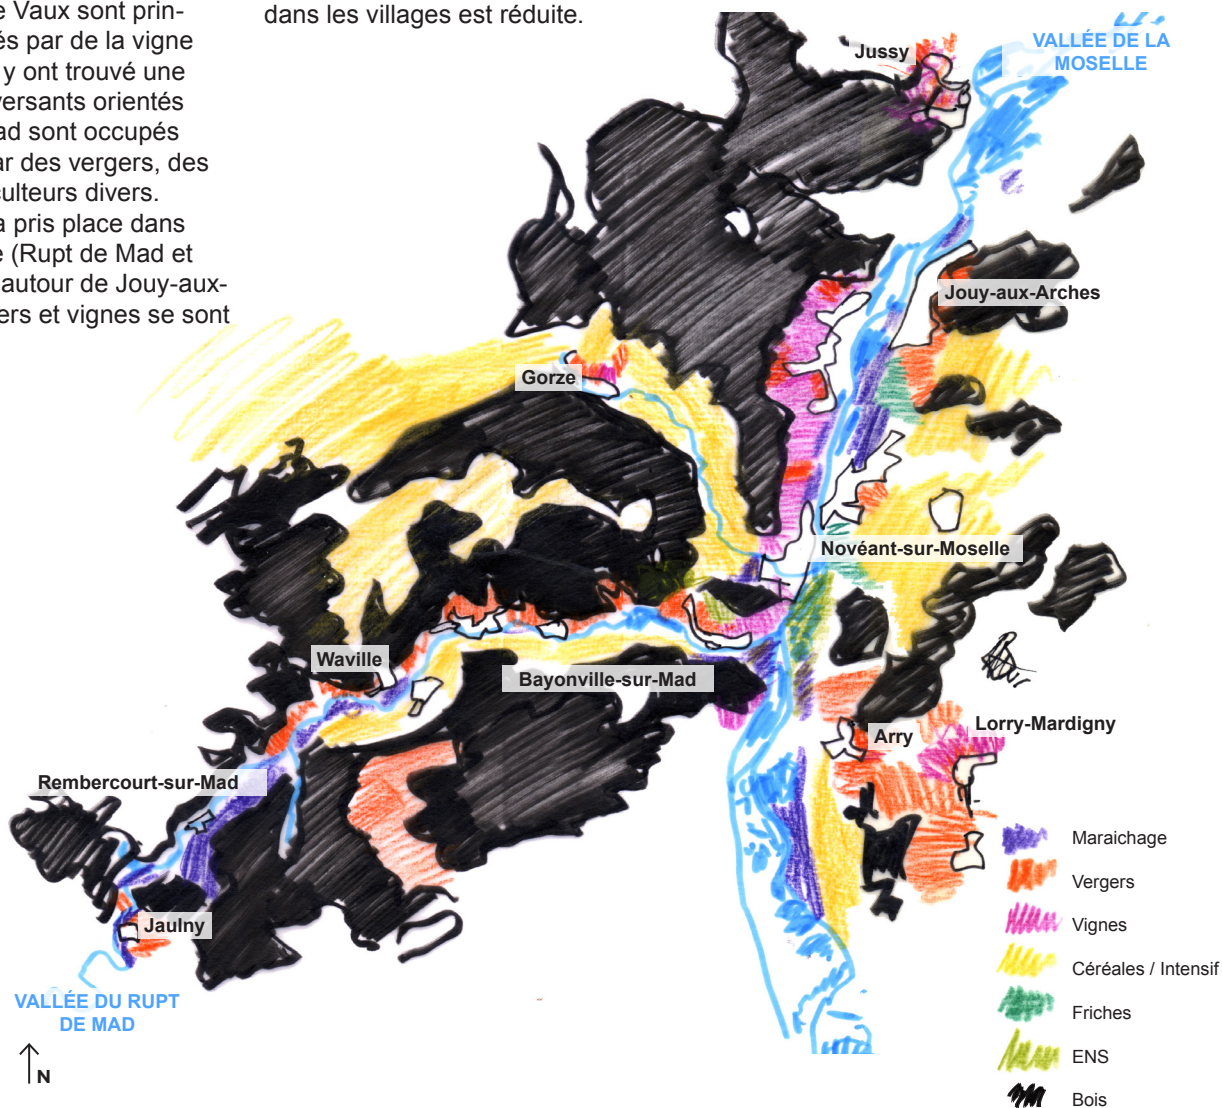 e Vaux sont prin-
és par de la vigne
y ont trouvé une
versants orientés
ad sont occupés
ar des vergers, des
culteurs divers.
a pris place dans
e (Rupt de Mad et
autour de Jouy-aux-
ers et vignes se sont
dans les villages est réduite.
Jussy
VALLÉE DE LA
MOSELLE
Jouy-aux-Arches
Gorze
Novéant-sur-Moselle
Waville
Bayonville-sur-Mad
Lorry-Mardigny
Arry
Rembercourt-sur-Mad
Jaulny
VALLÉE DU RUPT
DE MAD
N
Maraichage
Vergers
Vignes
Céréales / Intensif
Friches
ENS
Bois